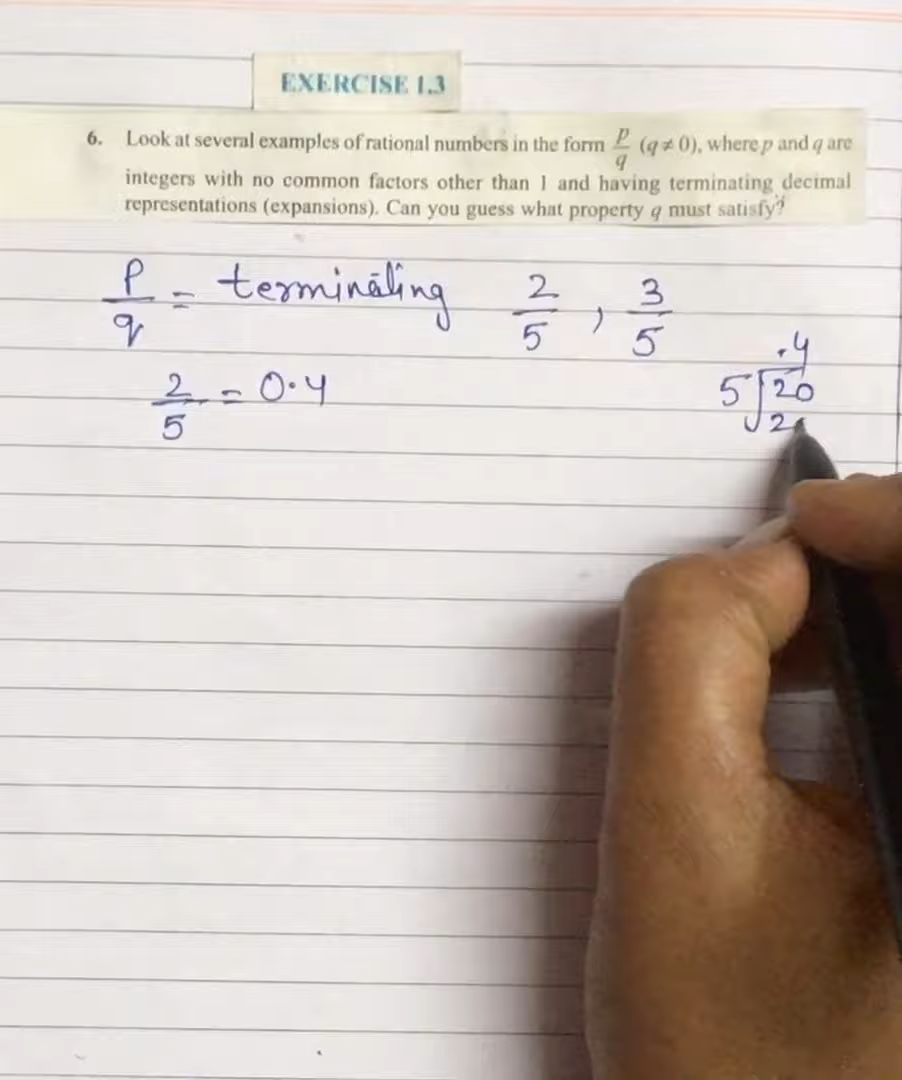 EXERCISE 1.3
6. Look at several examples of rational numbers in the form p/q (q ≠ 0), where p and q are
integers with no common factors other than 1 and having terminating decimal
representations (expansions). Can you guess what property q must satisfy?
p/q = terminating 2/5 , 3/5
2/5 = 0.4
.4
5 20
20